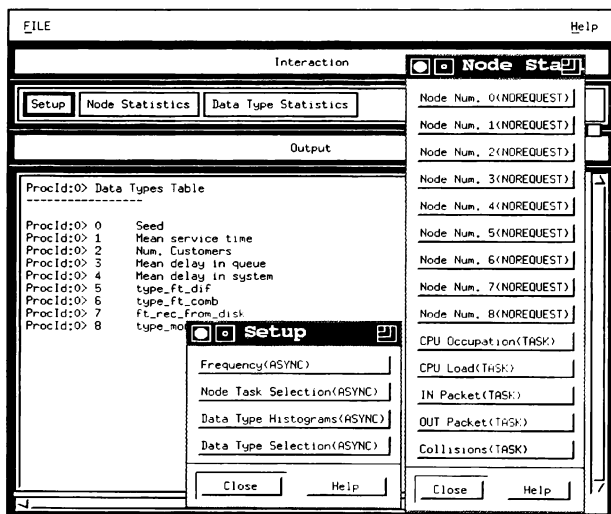 FILE Help
Interaction
Setup Node Statistics Data Type Statistics
Output
ProcId:0> Data Types Table
------------------
ProcId:0> 0 Seed
ProcId:0> 1 Mean service time
ProcId:0> 2 Num. Customers
ProcId:0> 3 Mean delay in queue
ProcId:0> 4 Mean delay in system
ProcId:0> 5 type_ft_dif
ProcId:0> 6 type_ft_comb
ProcId:0> 7 ft_rec_from_disk
ProcId:0> 8
Setup
Frequency(ASYNC)
Node Task Selection(ASYNC)
Data Type Histograms(ASYNC)
Data Type Selection(ASYNC)
Close Help
Node
Node Num. 0(NOREQUEST)
Node Num. 1(NOREQUEST)
Node Num. 2(NOREQUEST)
Node Num. 3(NOREQUEST)
Node Num. 4(NOREQUEST)
Node Num. 5(NOREQUEST)
Node Num. 6(NOREQUEST)
Node Num. 7(NOREQUEST)
Node Num. 8(NOREQUEST)
CPU Occupation(TASK)
CPU Load(TASK)
IN Packet(TASK)
OUT Packet(TASK)
Collisions(TASK)
Close Help